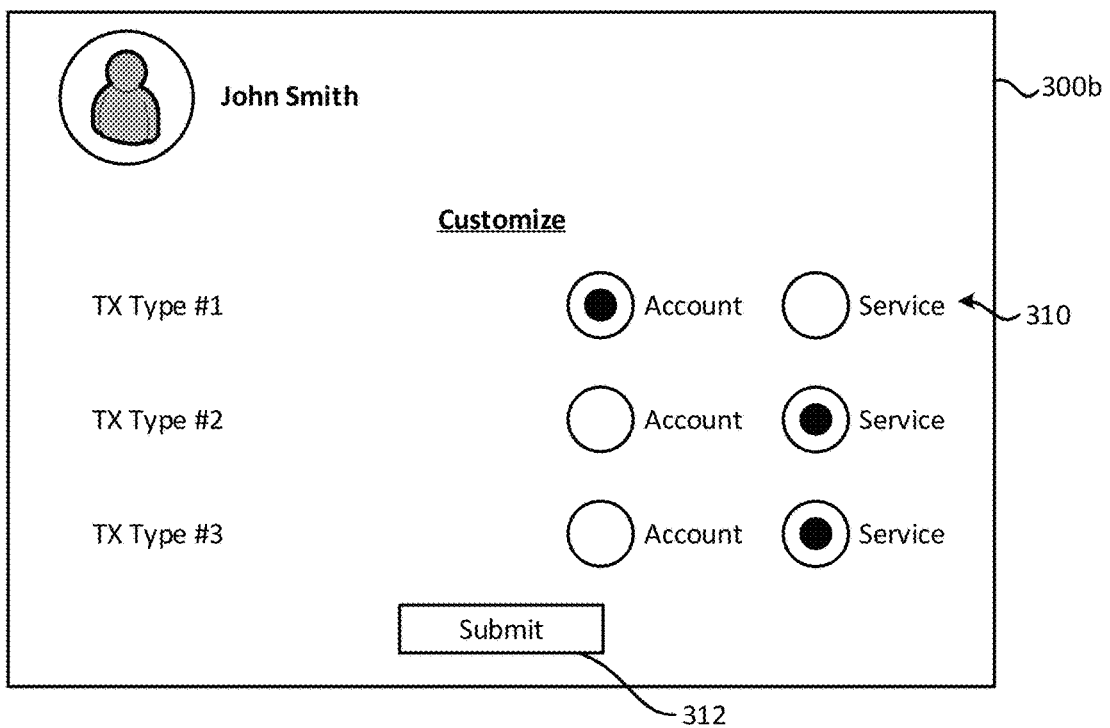 John Smith
300b
Customize
TX Type #1 Account Service
310
TX Type #2 Account Service
TX Type #3 Account Service
Submit
312